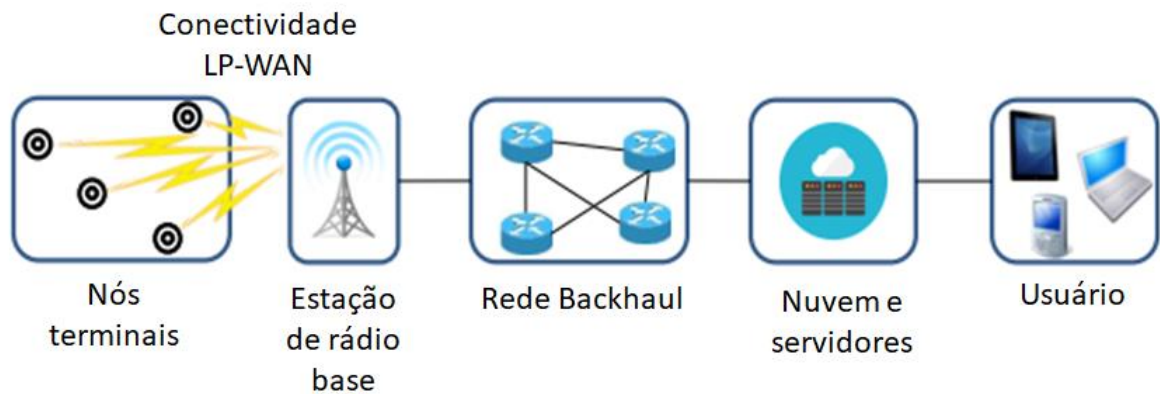 Conectividade
LP-WAN
Nós
terminais
Estação
de rádio
base
Rede Backhaul
Nuvem e
servidores
Usuário